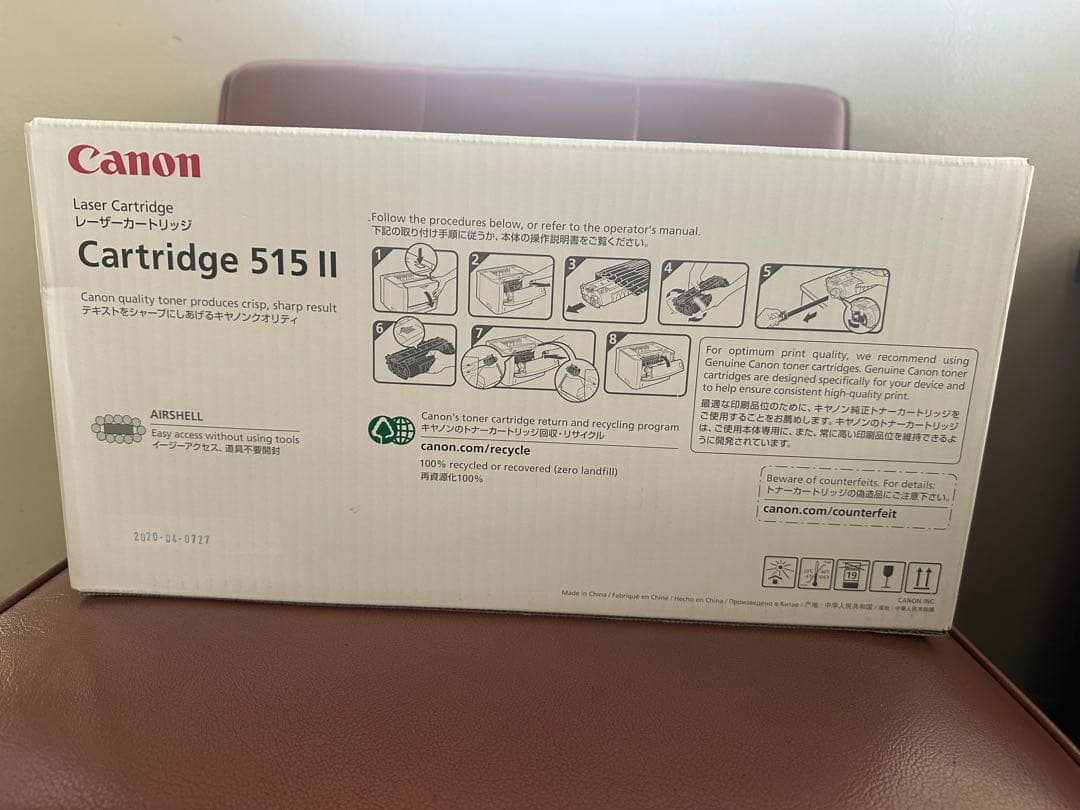 Canon
Laser Cartridge
レーザーカートリッジ
Cartridge 515 II
Canon quality toner produces crisp, sharp result
テキストをシャープにしあげるキヤノンクオリティ
AIRSHELL
Easy access without using tools
イージーアクセス、道具不要開封
2020-04-0727
.Follow the procedures below, or refer to the operator's manual.
下記の取り付け手順に従うか、本体の操作説明書をご覧ください。
1
2
3
4
5
6
7
8
For optimum print quality, we recommend using
Genuine Canon toner cartridges. Genuine Canon toner
cartridges are designed specifically for your device and
to help ensure consistent high-quality print.
最適な印刷品位のために、キヤノン純正トナーカートリッジを
ご使用することをお薦めします。キヤノンのトナーカートリッジ
は、ご使用本体専用に、また、常に高い印刷品位を維持できるよ
うに開発されています。
Canon's toner cartridge return and recycling program
キヤノンのトナーカートリッジ回収・リサイクル
canon.com/recycle
100% recycled or recovered (zero landfill)
再資源化100%
Beware of counterfeits. For details:
トナーカートリッジの偽造品にご注意下さい。
canon.com/counterfeit
19
CANON INC.
Made in China / Fabriqué en Chine / Hecho en China / Произведено в Китае / 产地：中华人民共和国 / 產地：中華人民共和國